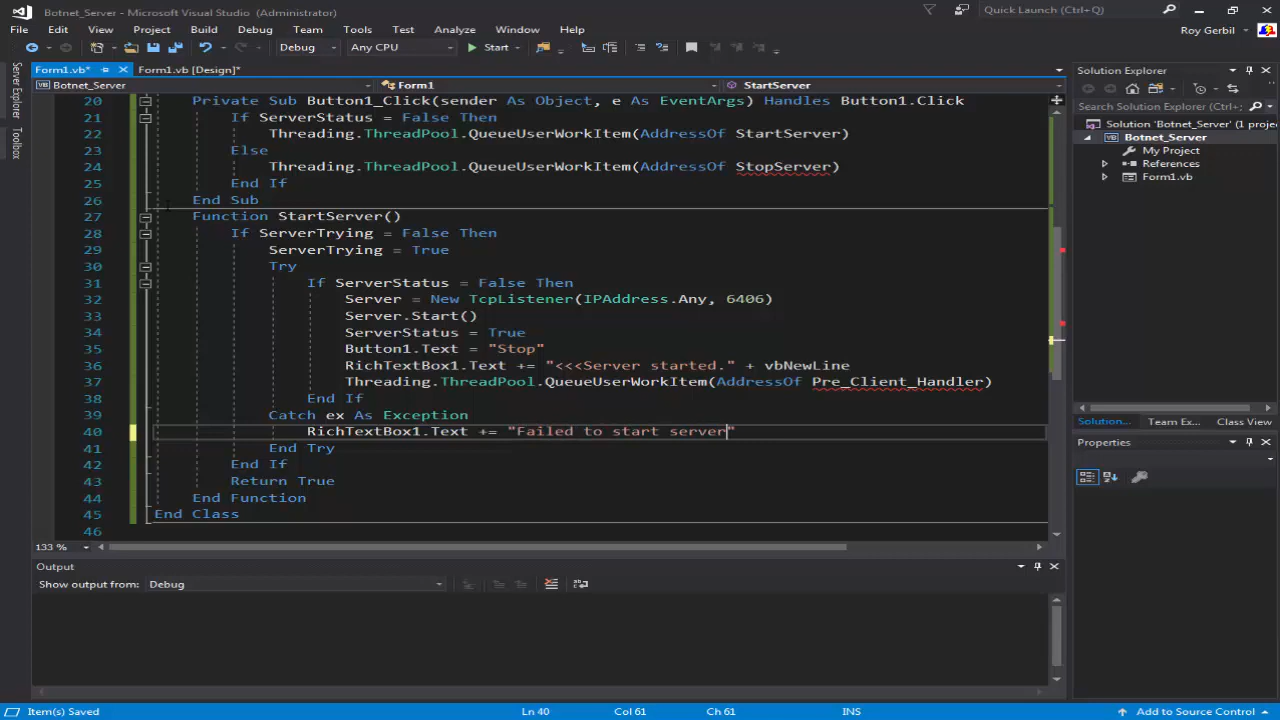 Botnet_Server - Microsoft Visual Studio (Administrator)
Quick Launch (Ctrl+Q)
File Edit View Project Build Debug Team Tools Test Analyze Window Help
Roy Gerbil
Debug Any CPU Start
Server Explorer
Toolbox
Form1.vb* Form1.vb [Design]*
Botnet_Server Form1 StartServer
20 Private Sub Button1_Click(sender As Object, e As EventArgs) Handles Button1.Click
21 If ServerStatus = False Then
22 Threading.ThreadPool.QueueUserWorkItem(AddressOf StartServer)
23 Else
24 Threading.ThreadPool.QueueUserWorkItem(AddressOf StopServer)
25 End If
26 End Sub
27 Function StartServer()
28 If ServerTrying = False Then
29 ServerTrying = True
30 Try
31 If ServerStatus = False Then
32 Server = New TcpListener(IPAddress.Any, 6406)
33 Server.Start()
34 ServerStatus = True
35 Button1.Text = "Stop"
36 RichTextBox1.Text += "<<<Server started." + vbNewLine
37 Threading.ThreadPool.QueueUserWorkItem(AddressOf Pre_Client_Handler)
38 End If
39 Catch ex As Exception
40 RichTextBox1.Text += "Failed to start server"
41 End Try
42 End If
43 Return True
44 End Function
45 End Class
46
133 %
Output
Show output from: Debug
Solution Explorer
Search Solution Explorer (Ctrl+;
Solution 'Botnet_Server' (1 proje
Botnet_Server
My Project
References
Form1.vb
Solution... Team Ex... Class View
Properties
Item(s) Saved Ln 40 Col 61 Ch 61 INS Add to Source Control